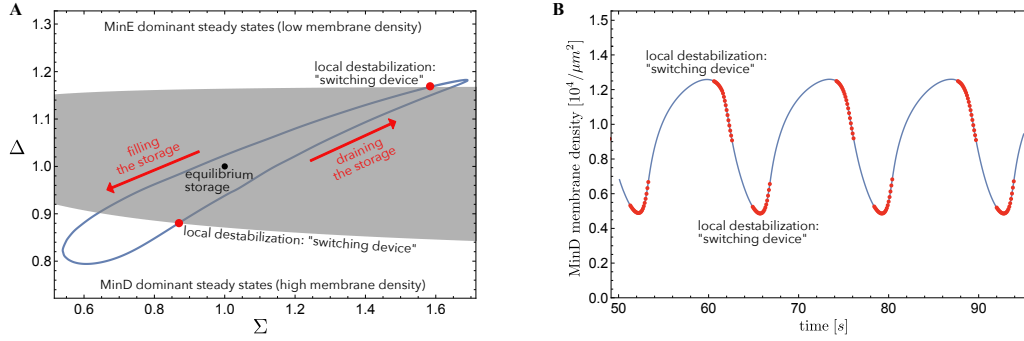 A
MinE dominant steady states (low membrane density)
local destabilization:
"switching device"
filling
the storage
draining
the storage
equilibrium
storage
local destabilization: "switching device"
MinD dominant steady states (high membrane density)
Δ
1.3
1.2
1.1
1.0
0.9
0.8
0.6 0.8 1.0 1.2 1.4 1.6
Σ
B
local destabilization:
"switching device"
local destabilization:
"switching device"
MinD membrane density [10⁴/μm²]
1.5
1.2
1.0
0.8
0.6
0.4
0.2
0.0
50 60 70 80 90
time [s]